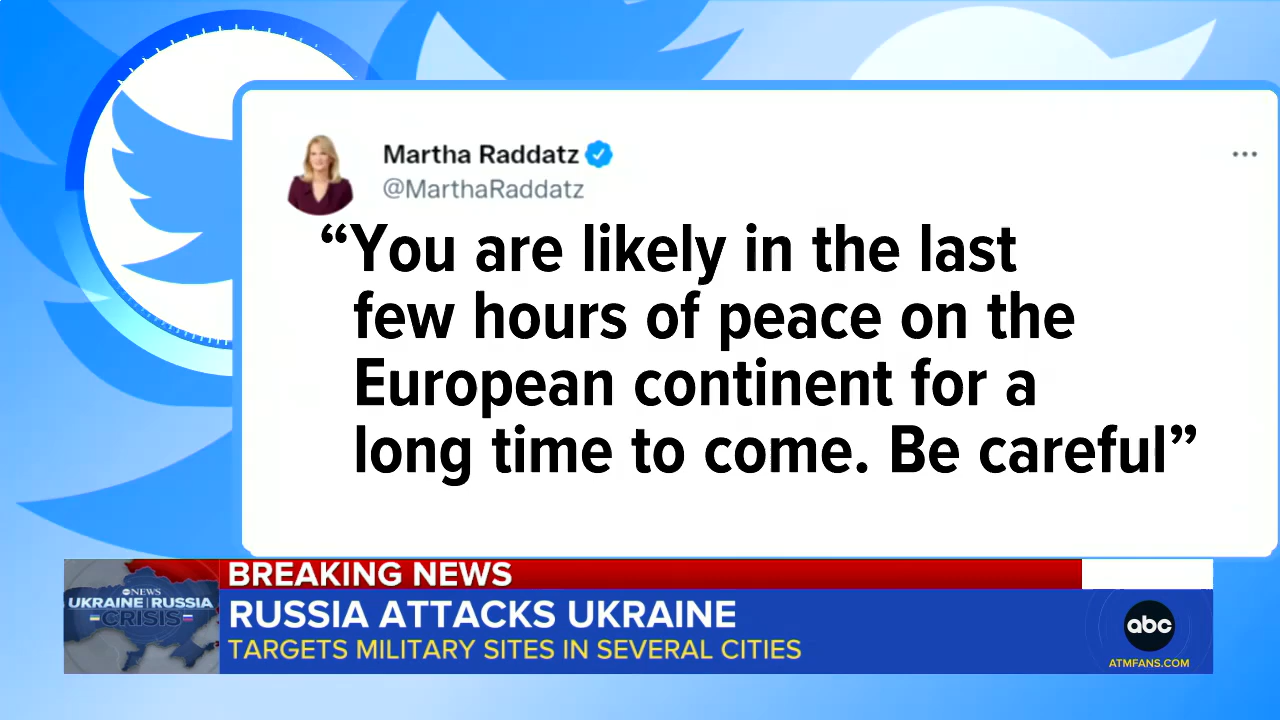 Martha Raddatz
@MarthaRaddatz
“You are likely in the last
few hours of peace on the
European continent for a
long time to come. Be careful”
BREAKING NEWS
abc NEWS
UKRAINE | RUSSIA
CRISIS
RUSSIA ATTACKS UKRAINE
TARGETS MILITARY SITES IN SEVERAL CITIES
abc
ATMFANS.COM